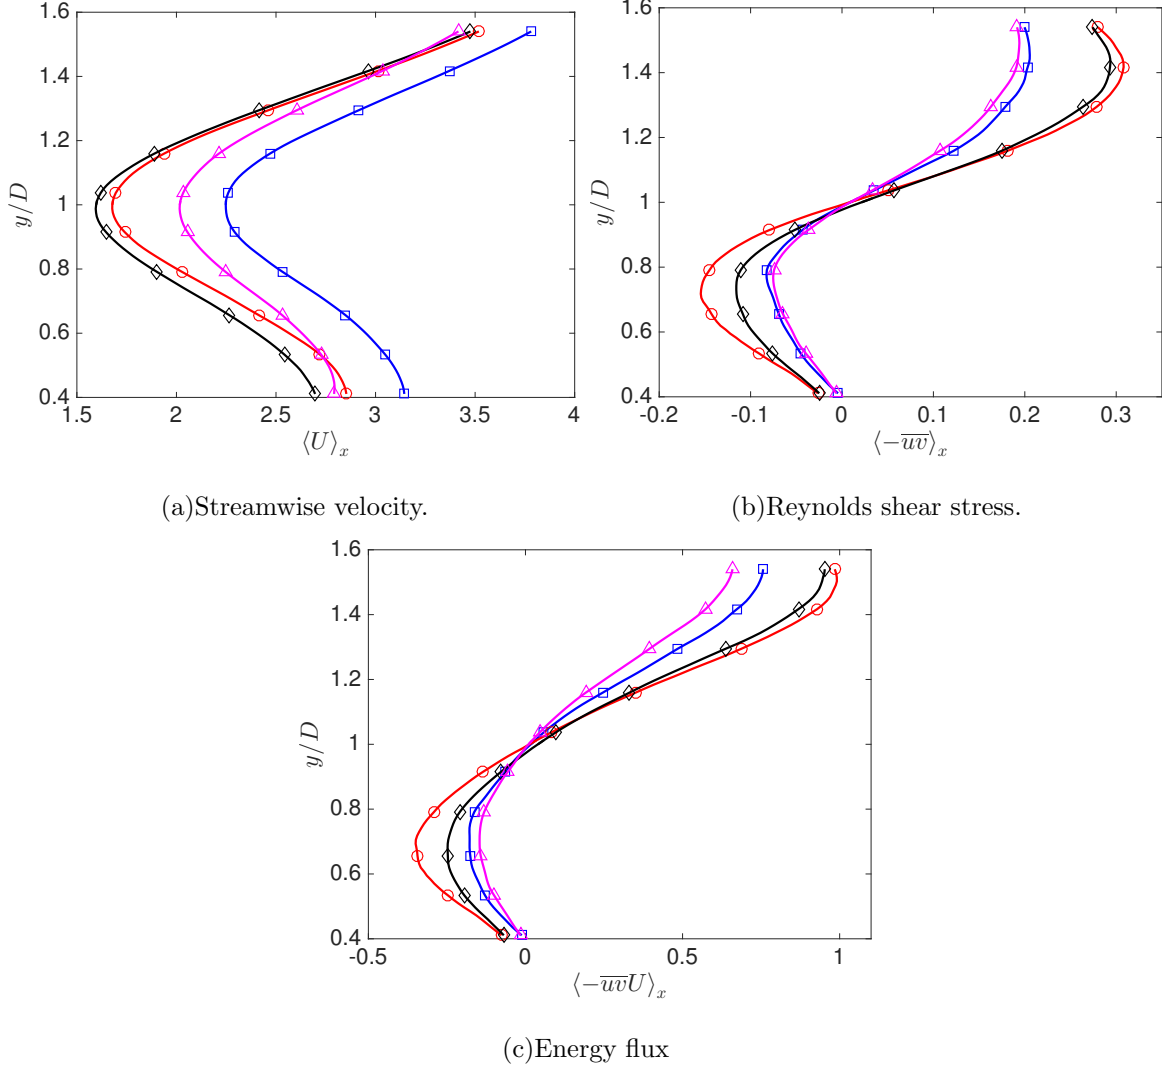 1.6
1.4
1.2
1
0.8
0.6
0.4
y/D
1.5 2 2.5 3 3.5 4
⟨U⟩ₓ
(a)Streamwise velocity.
1.6
1.4
1.2
1
0.8
0.6
0.4
y/D
-0.2 -0.1 0 0.1 0.2 0.3
⟨−u̅v̅⟩ₓ
(b)Reynolds shear stress.
1.6
1.4
1.2
1
0.8
0.6
0.4
y/D
-0.5 0 0.5 1
⟨−u̅v̅U⟩ₓ
(c)Energy flux